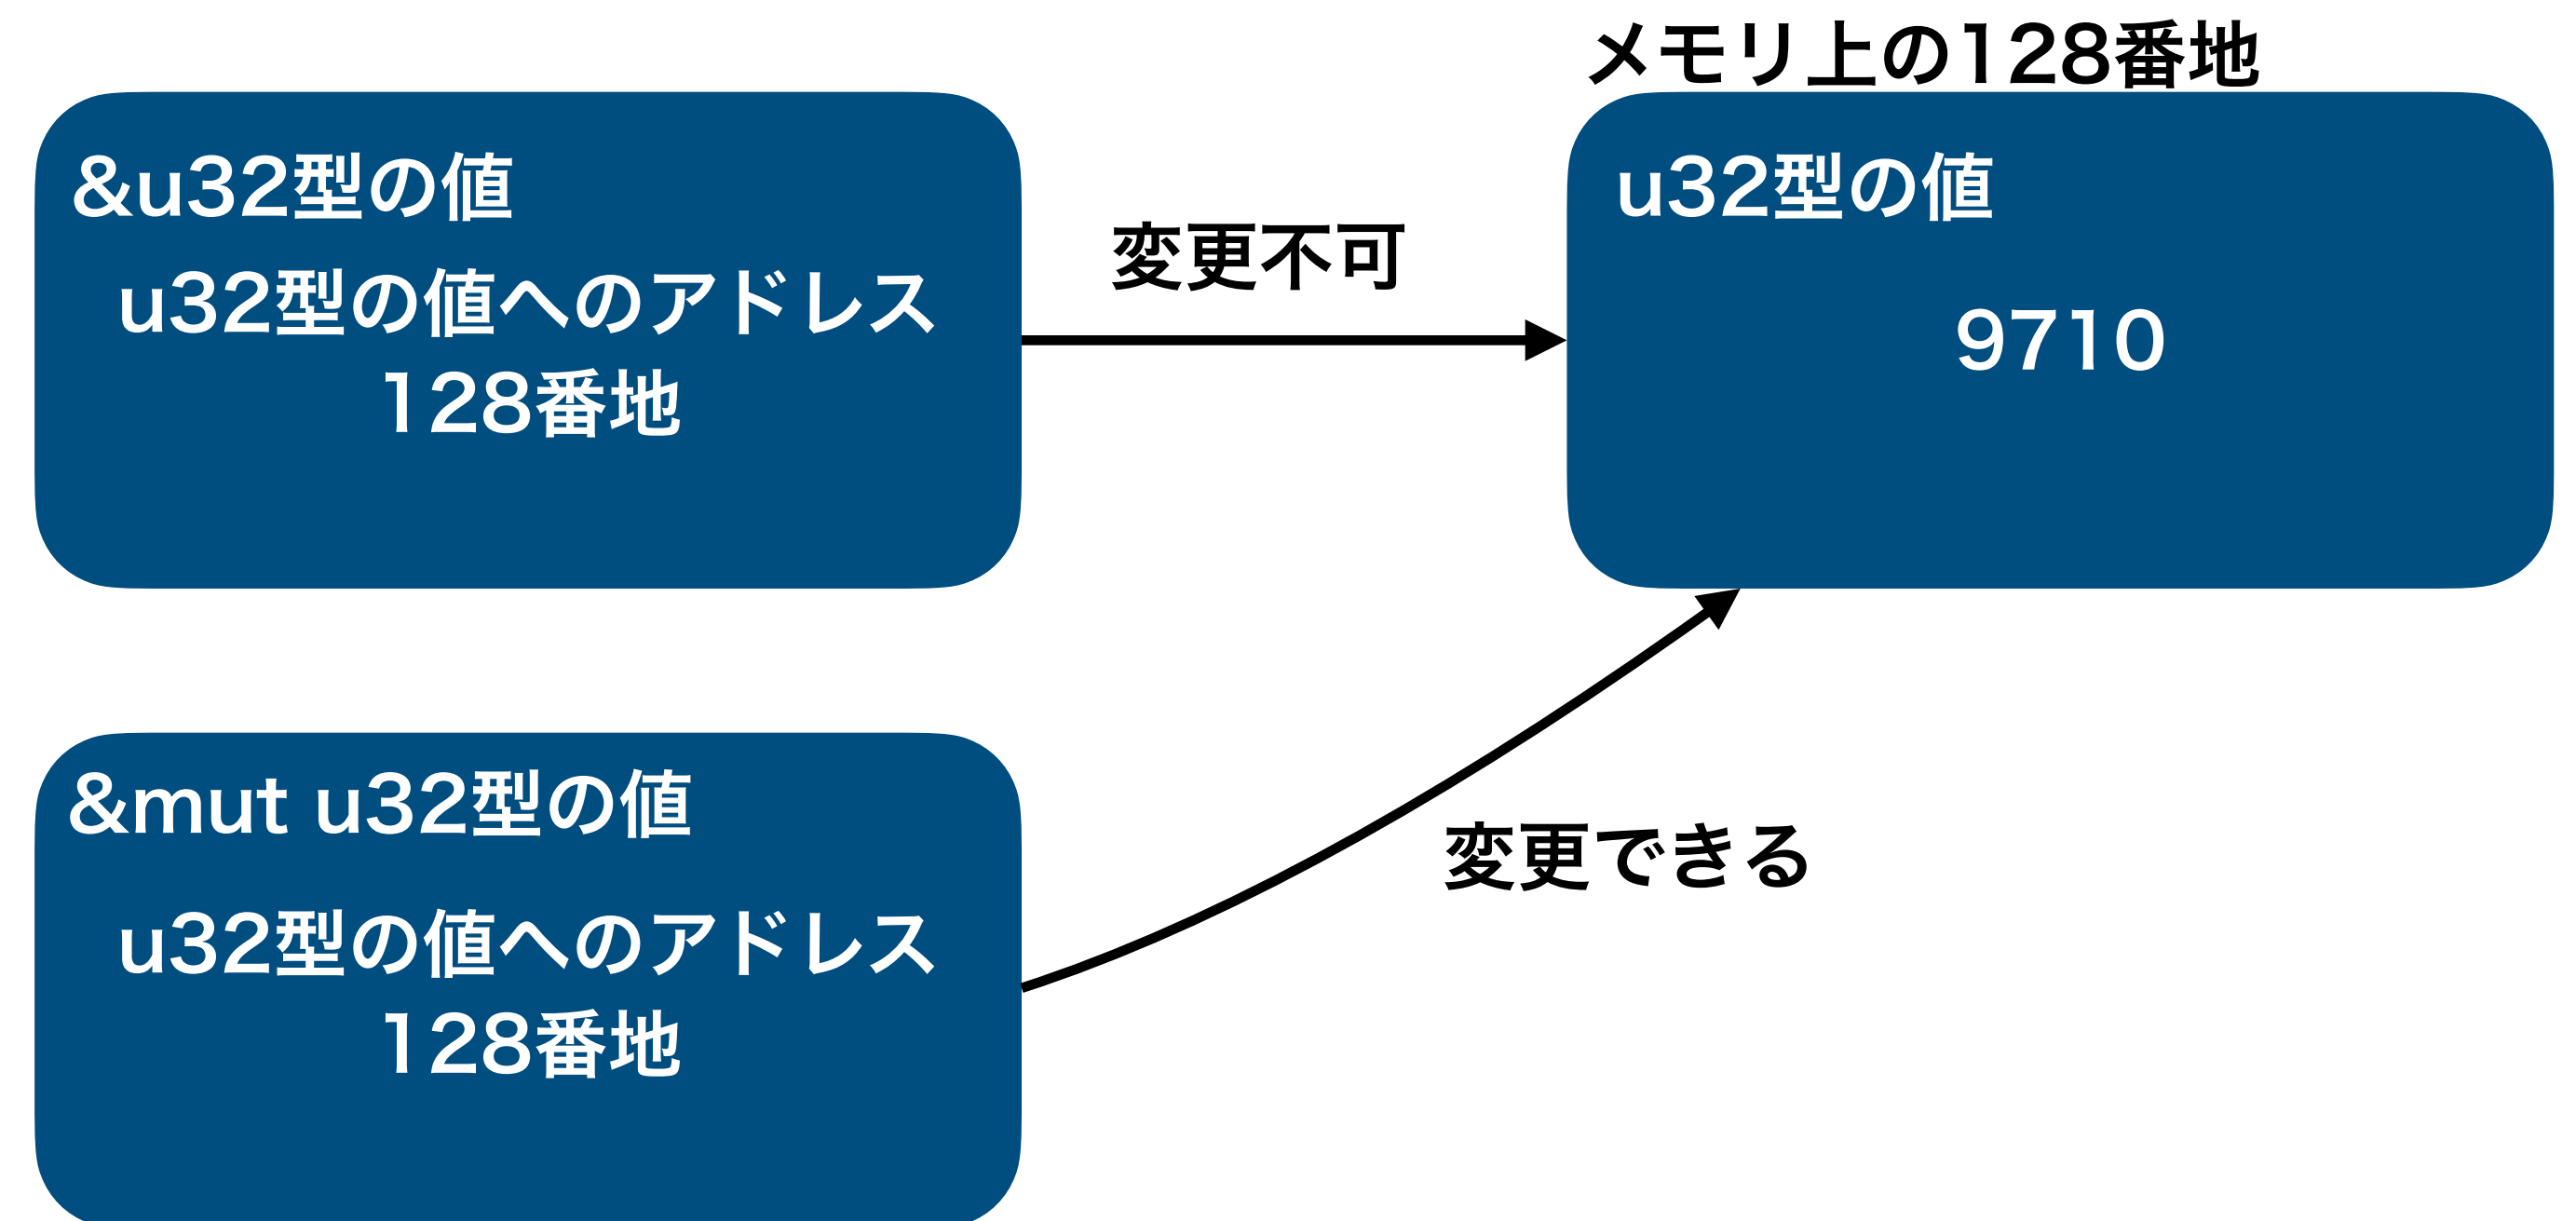 メモリ上の128番地
&u32型の値
u32型の値へのアドレス
128番地
変更不可
u32型の値
9710
&mut u32型の値
u32型の値へのアドレス
128番地
変更できる